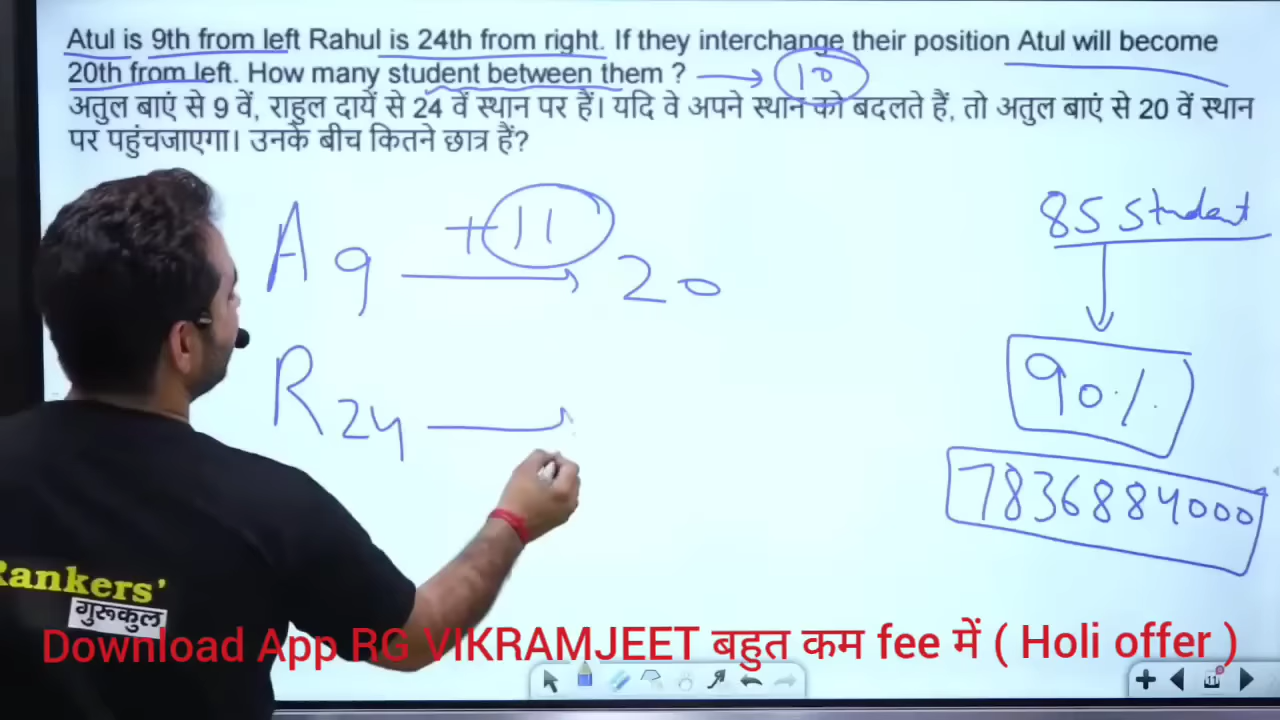 Atul is 9th from left Rahul is 24th from right. If they interchange their position Atul will become
20th from left. How many student between them ? → 10
अतुल बाएं से 9 वें, राहुल दायें से 24 वें स्थान पर हैं। यदि वे अपने स्थान को बदलते हैं, तो अतुल बाएं से 20 वें स्थान
पर पहुंचजाएगा। उनके बीच कितने छात्र हैं?
A 9 +11 → 20
R 24 →
85 Student
90%
7836884000
Rankers'
गुरूकुल
Download App RG VIKRAMJEET बहुत कम fee में ( Holi offer )
11